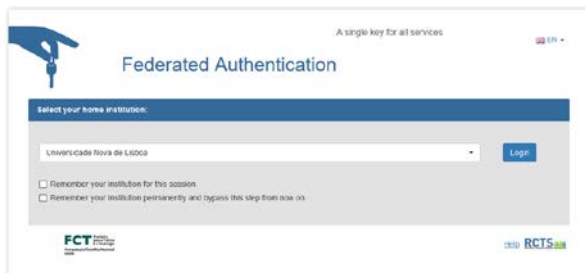 A single key for all services
EN
Federated Authentication
Select your home institution:
Universidade Nova de Lisboa
Login
Remember your institution for this session.
Remember your institution permanently and bypass this step from now on.
FCT
Help RCTSaai